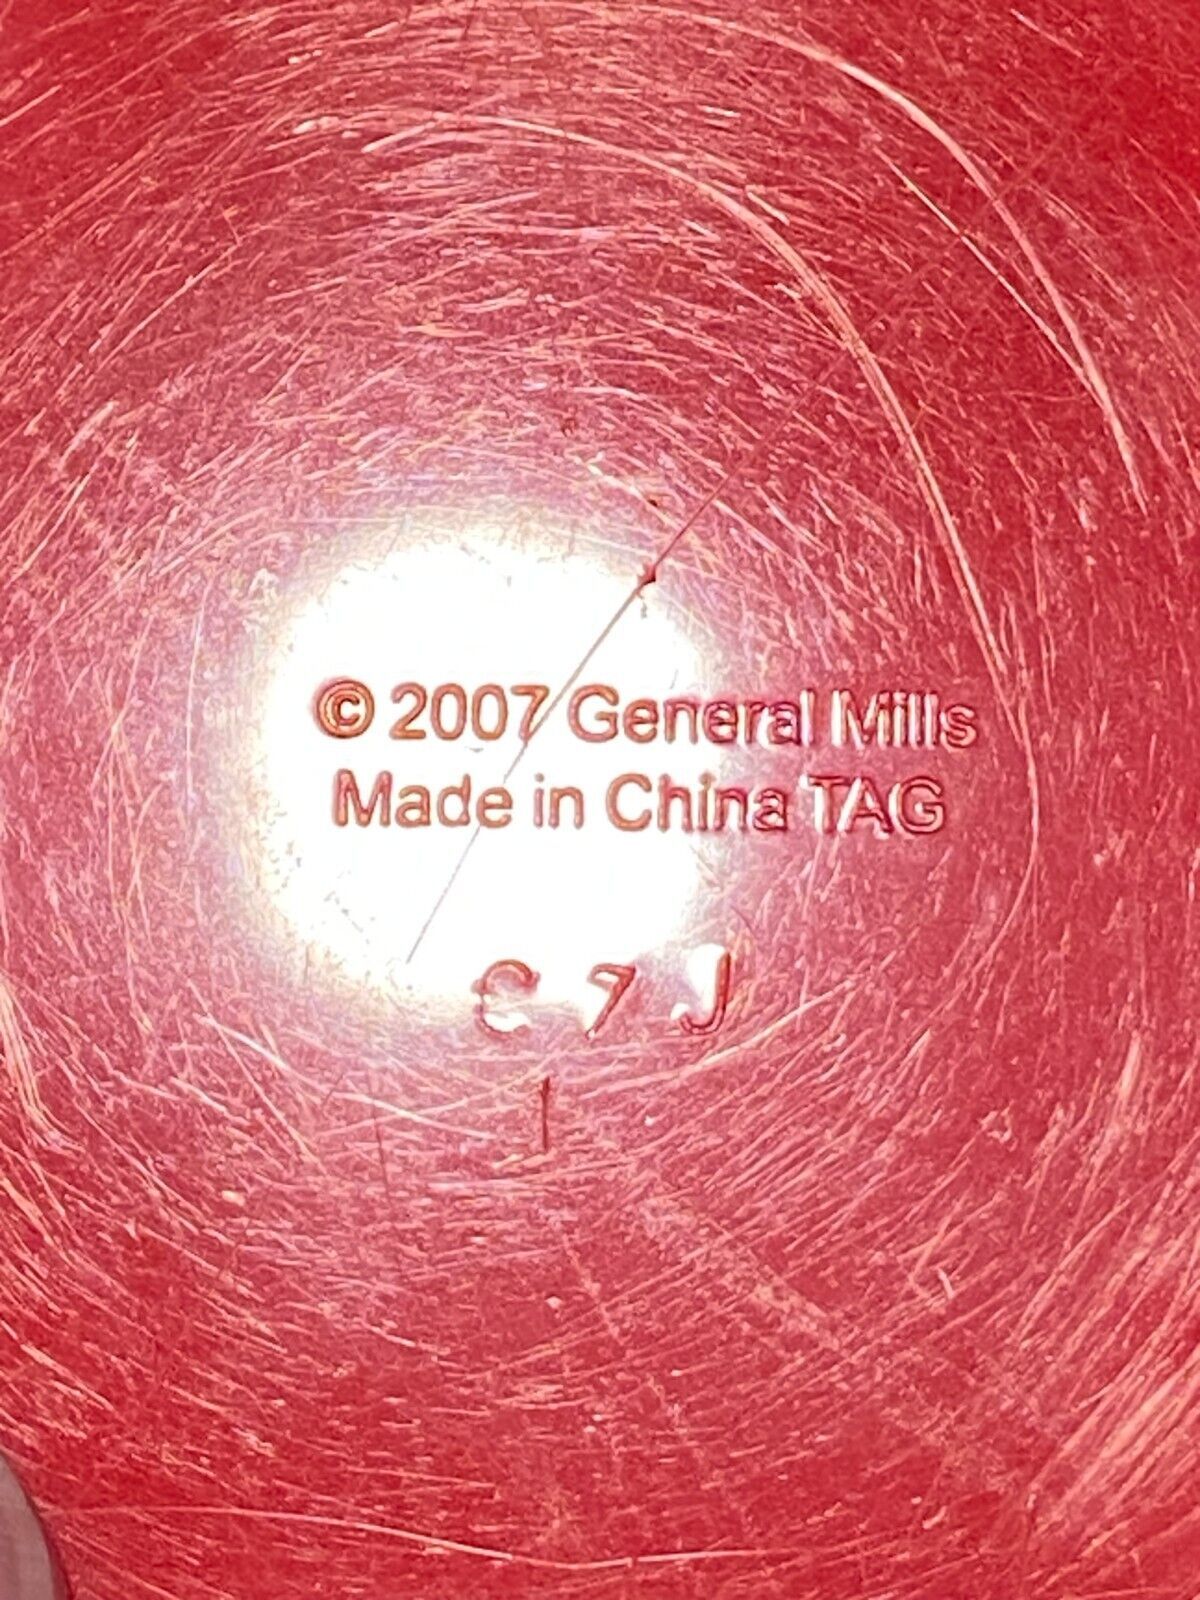 © 2007 General Mills
Made in China TAG
C 7 J